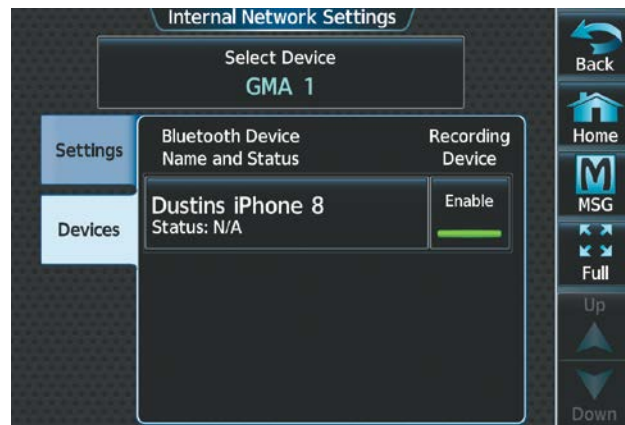 Internal Network Settings
Select Device
GMA 1
Back
Home
MSG
Full
Up
Down
Settings
Devices
Bluetooth Device
Name and Status
Recording
Device
Dustins iPhone 8
Status: N/A
Enable